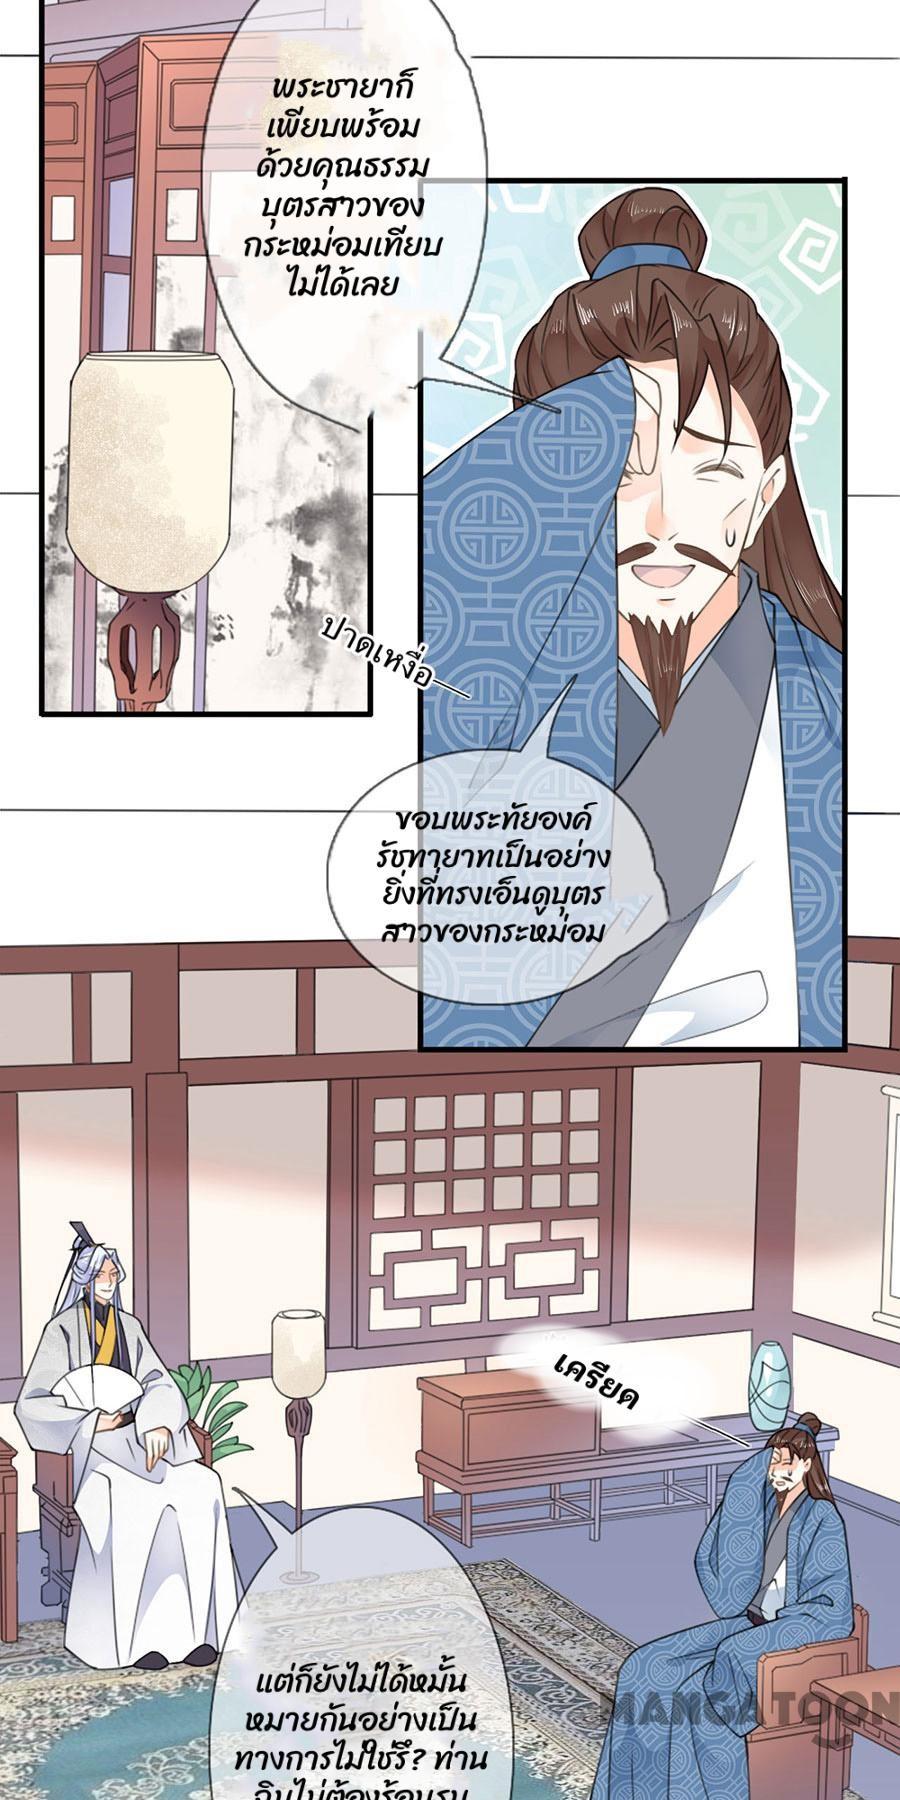 พระชายาก็
เพียบพร้อม
ด้วยคุณธรรม
บุตรสาวของ
กระหม่อมเทียบ
ไม่ได้เลย
ปาดเหงื่อ
ขอบพระทัยองค์
รัชทายาทเป็นอย่าง
ยิ่งที่ทรงเอ็นดูบุตร
สาวของกระหม่อม
เครียด
แต่ก็ยังไม่ได้หมั้น
หมายกันอย่างเป็น
ทางการไม่ใช่รึ? ท่าน
MANGATOON